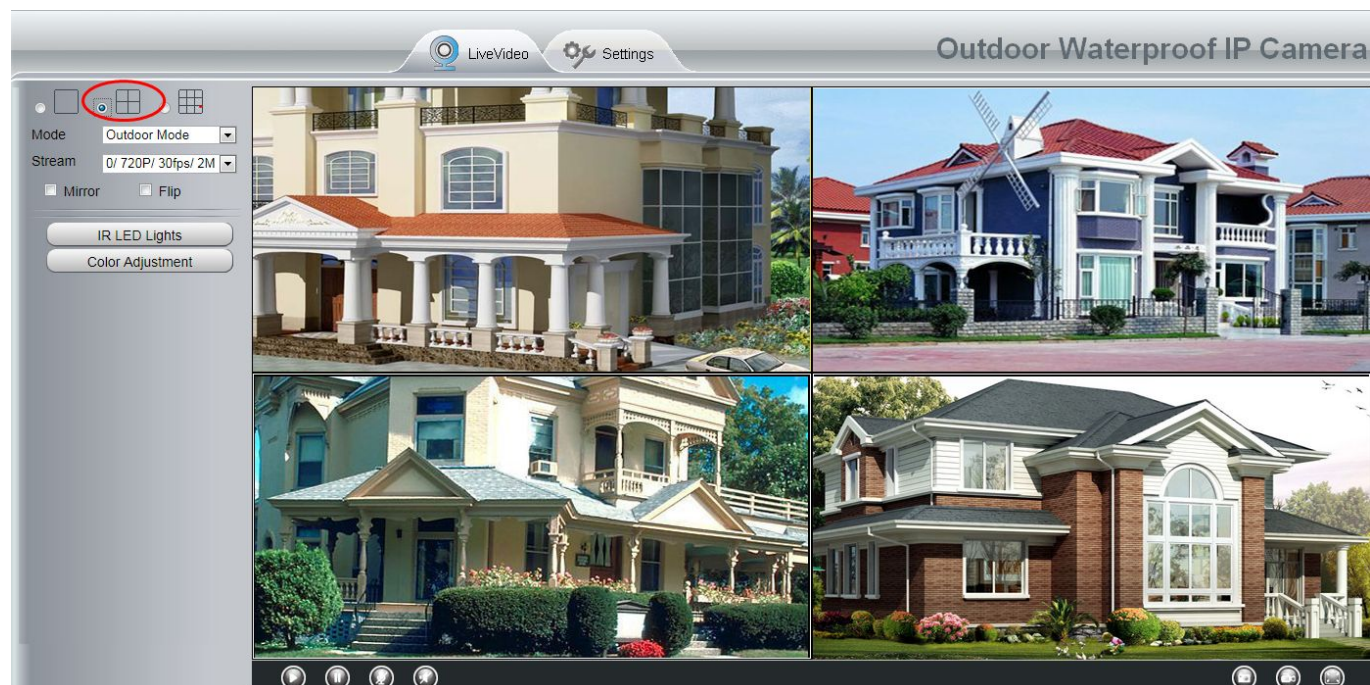 LiveVideo
Settings
Outdoor Waterproof IP Camera
Mode
Outdoor Mode
Stream
0/ 720P/ 30fps/ 2M
Mirror
Flip
IR LED Lights
Color Adjustment